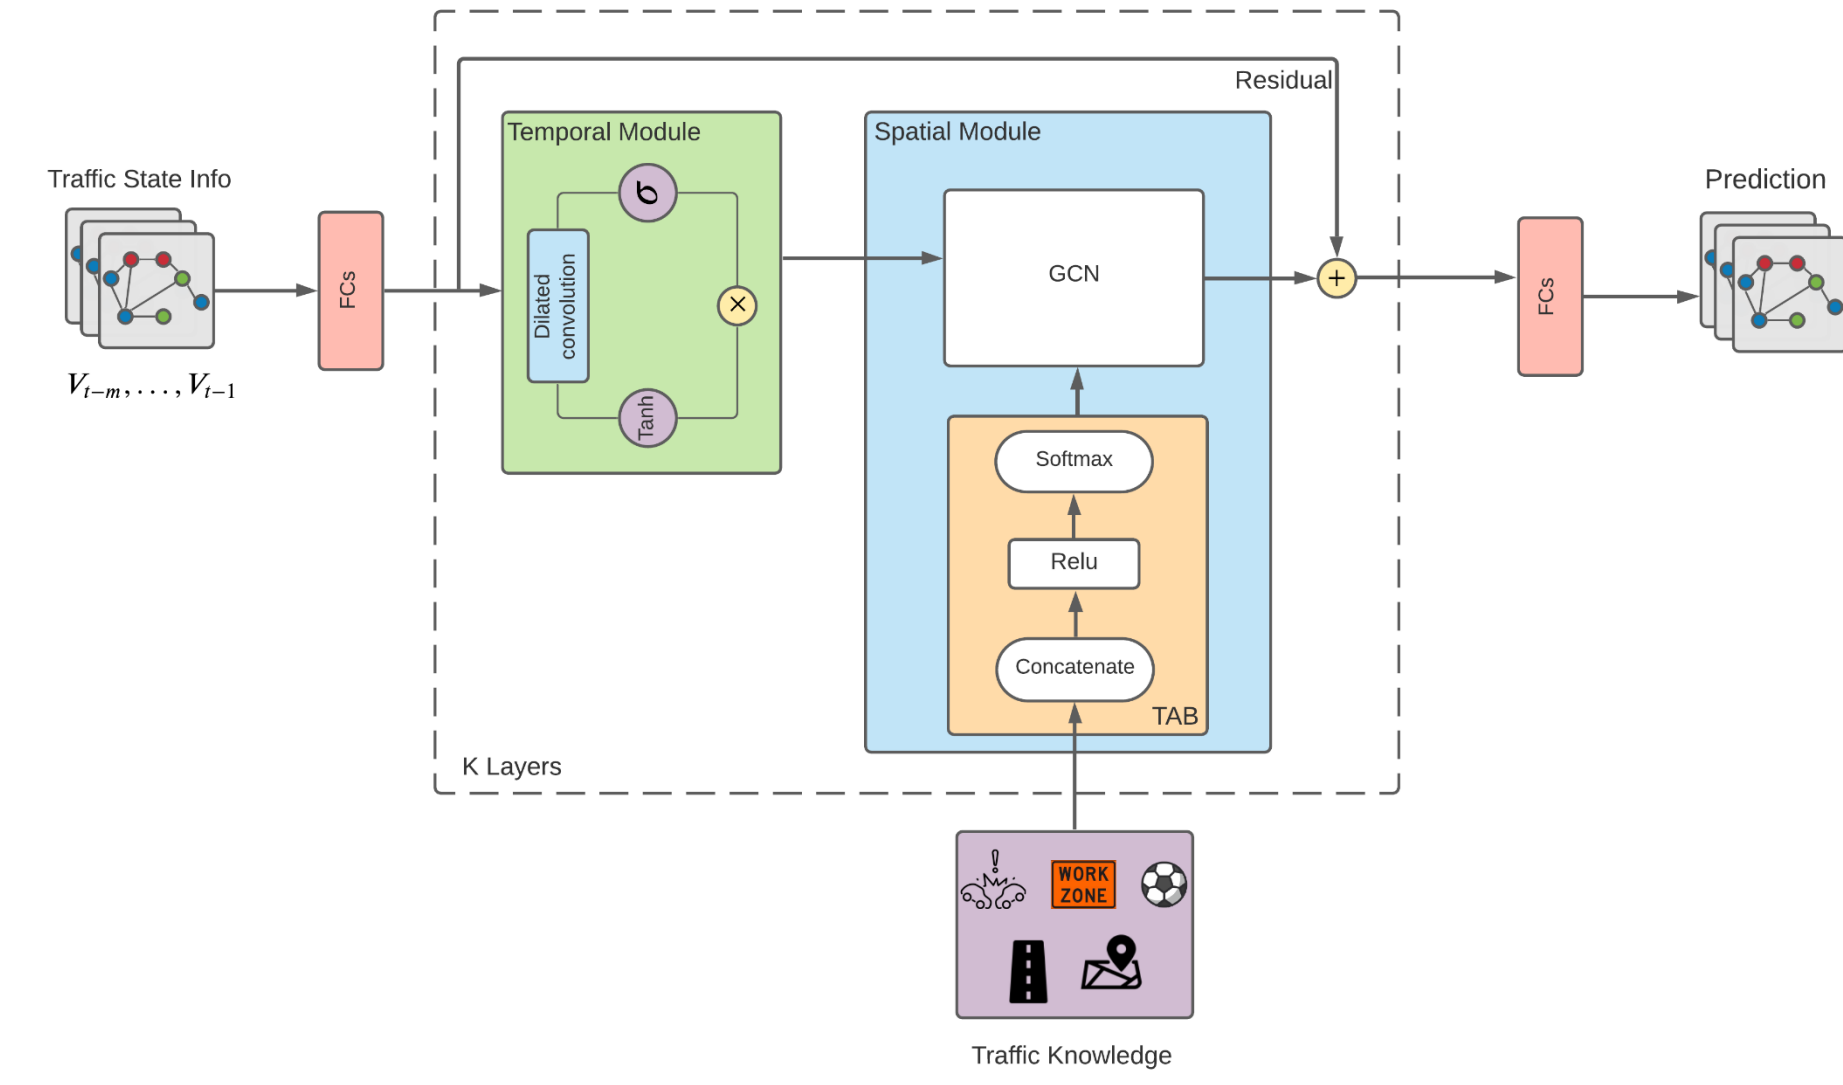 Residual
Temporal Module
Spatial Module
Traffic State Info
Prediction
σ
Dilated
convolution
×
Tanh
FCs
GCN
+
FCs
V_{t−m}, . . . , V_{t−1}
Softmax
Relu
Concatenate
TAB
K Layers
WORK
ZONE
Traffic Knowledge